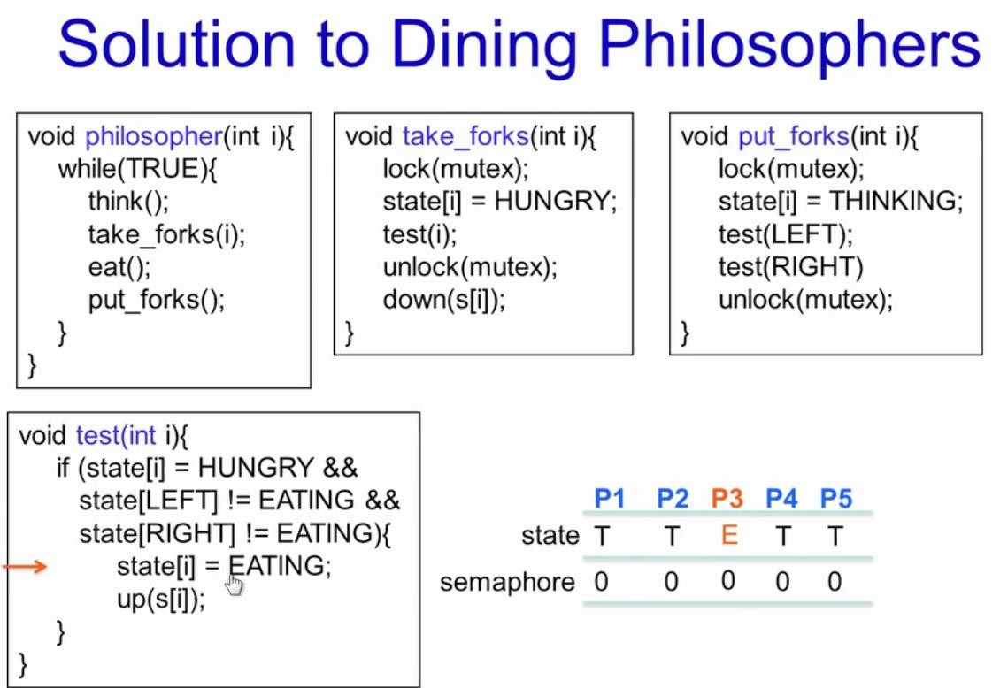 Solution to Dining Philosophers
void philosopher(int i){
while(TRUE){
think();
take_forks(i);
eat();
put_forks();
}
}
void take_forks(int i){
lock(mutex);
state[i] = HUNGRY;
test(i);
unlock(mutex);
down(s[i]);
}
void put_forks(int i){
lock(mutex);
state[i] = THINKING;
test(LEFT);
test(RIGHT)
unlock(mutex);
}
void test(int i){
if (state[i] = HUNGRY &&
state[LEFT] != EATING &&
state[RIGHT] != EATING){
state[i] = EATING;
up(s[i]);
}
}
P1 P2 P3 P4 P5
state T T E T T
semaphore 0 0 0 0 0